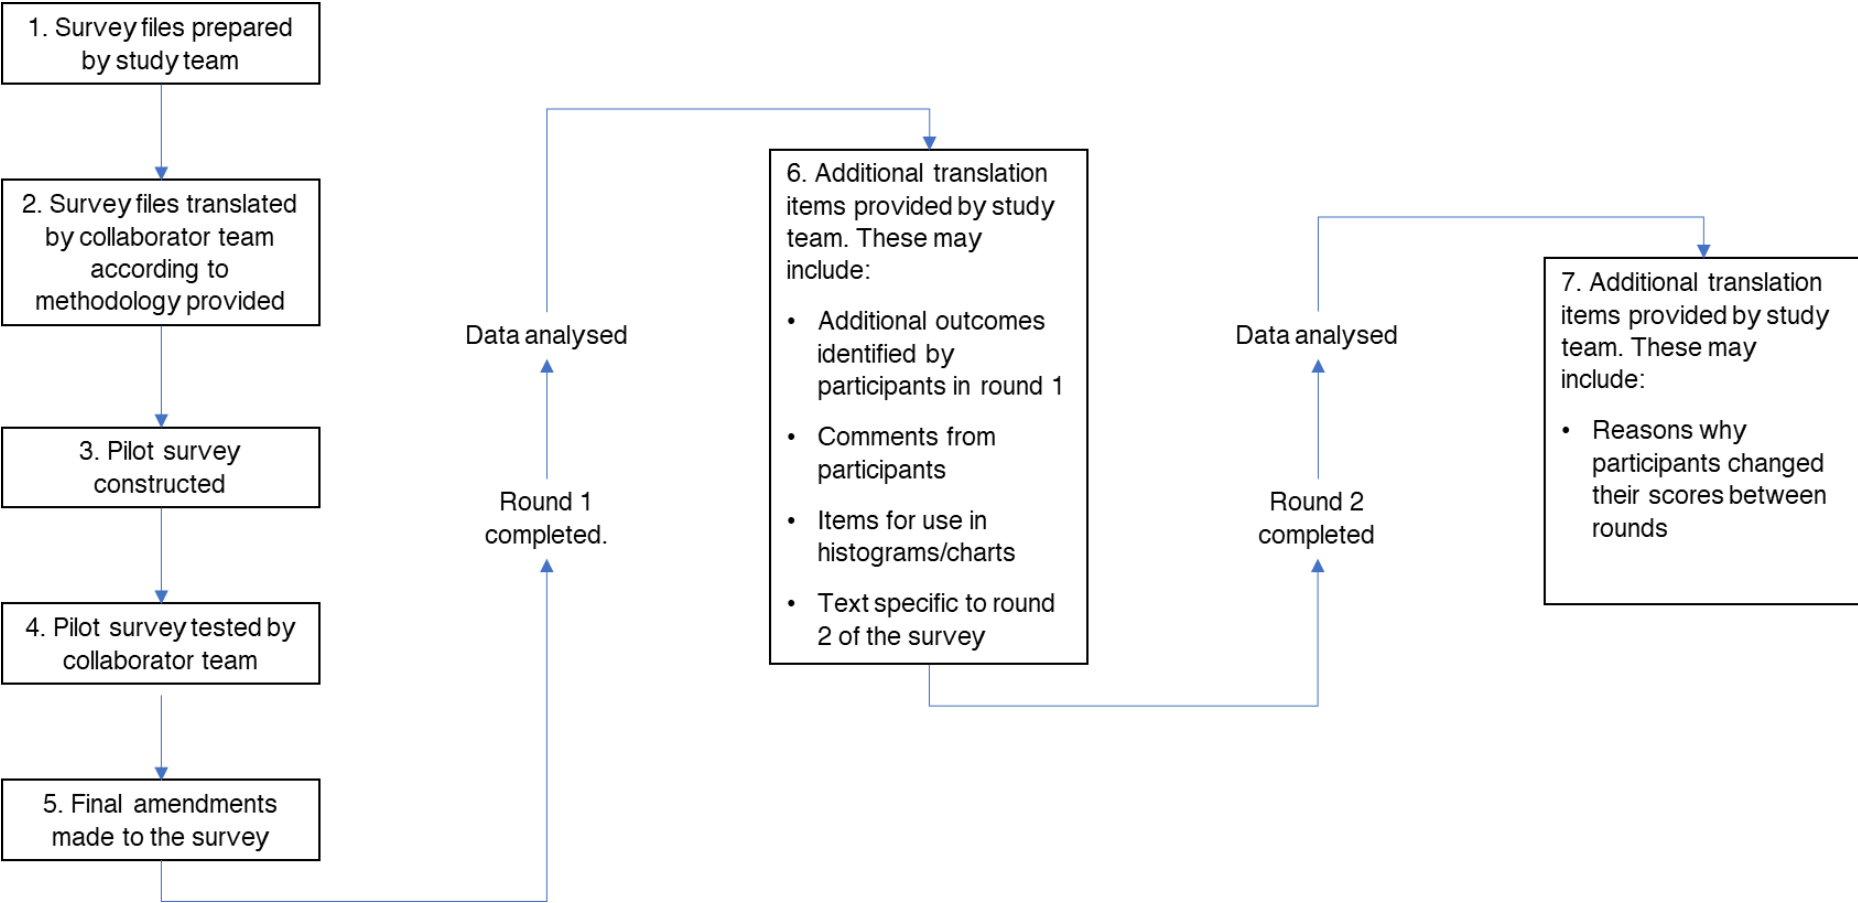 1. Survey files prepared
by study team
2. Survey files translated
by collaborator team
according to
methodology provided
3. Pilot survey
constructed
4. Pilot survey tested by
collaborator team
5. Final amendments
made to the survey
Round 1
completed.
Data analysed
6. Additional translation
items provided by study
team. These may
include:
• Additional outcomes
identified by
participants in round 1
• Comments from
participants
• Items for use in
histograms/charts
• Text specific to round
2 of the survey
Round 2
completed
Data analysed
7. Additional translation
items provided by study
team. These may
include:
• Reasons why
participants changed
their scores between
rounds